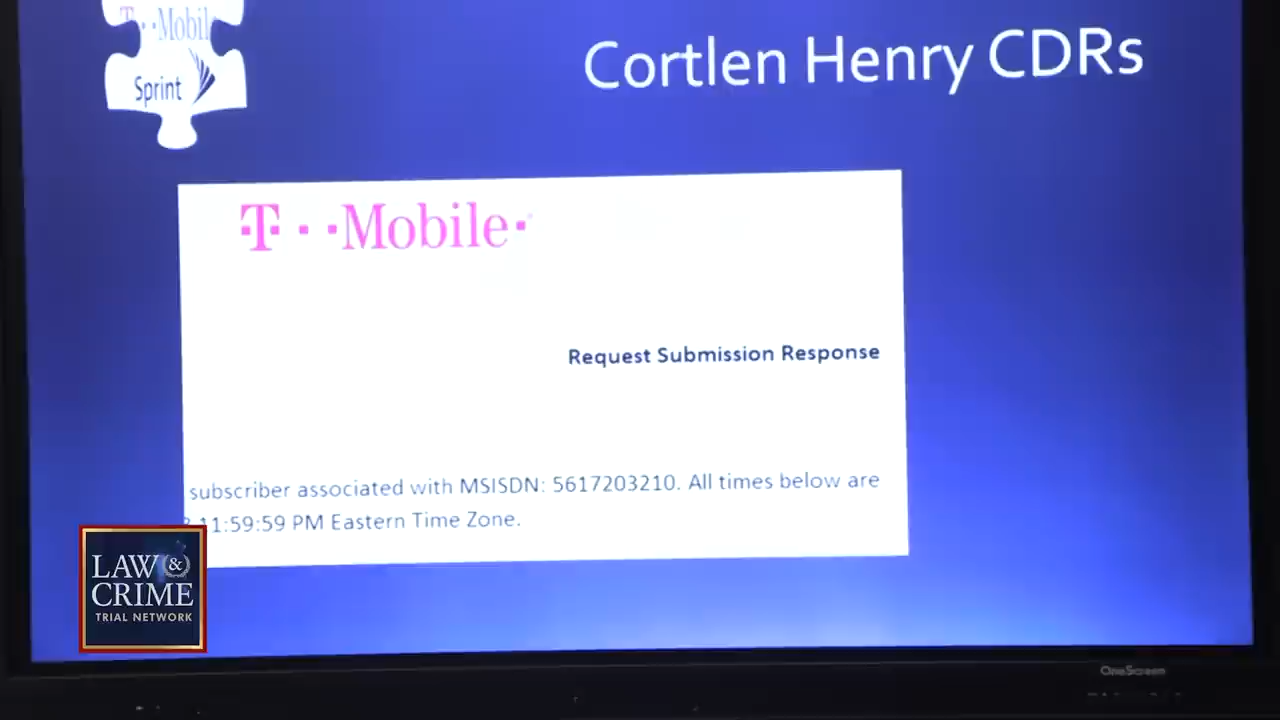 T··Mobile
Sprint
Cortlen Henry CDRs
T··Mobile·
Request Submission Response
subscriber associated with MSISDN: 5617203210. All times below are
11:59:59 PM Eastern Time Zone.
LAW &
CRIME
TRIAL NETWORK
OneScreen